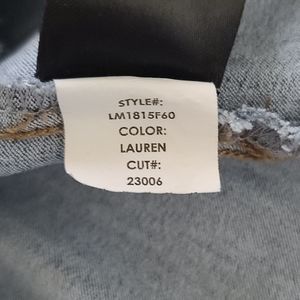 STYLE#:
LM1815F60
COLOR:
LAUREN
CUT#:
23006